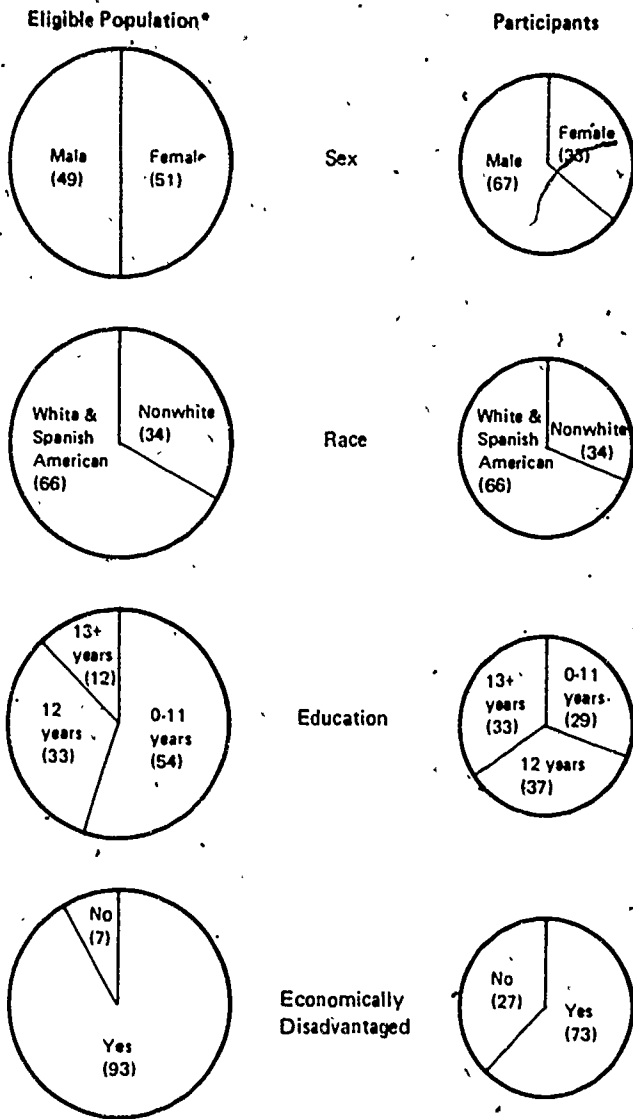 Eligible Population*
Participants
Male
(49)
Female
(51)
Sex
Male
(67)
Female
(33)
White &
Spanish
American
(66)
Nonwhite
(34)
Race
White &
Spanish
American
(66)
Nonwhite
(34)
13+
years
(12)
12
years
(33)
0-11
years
(54)
Education
13+
years
(33)
0-11
years
(29)
12 years
(37)
No
(7)
Yes
(93)
Economically
Disadvantaged
No
(27)
Yes
(73)